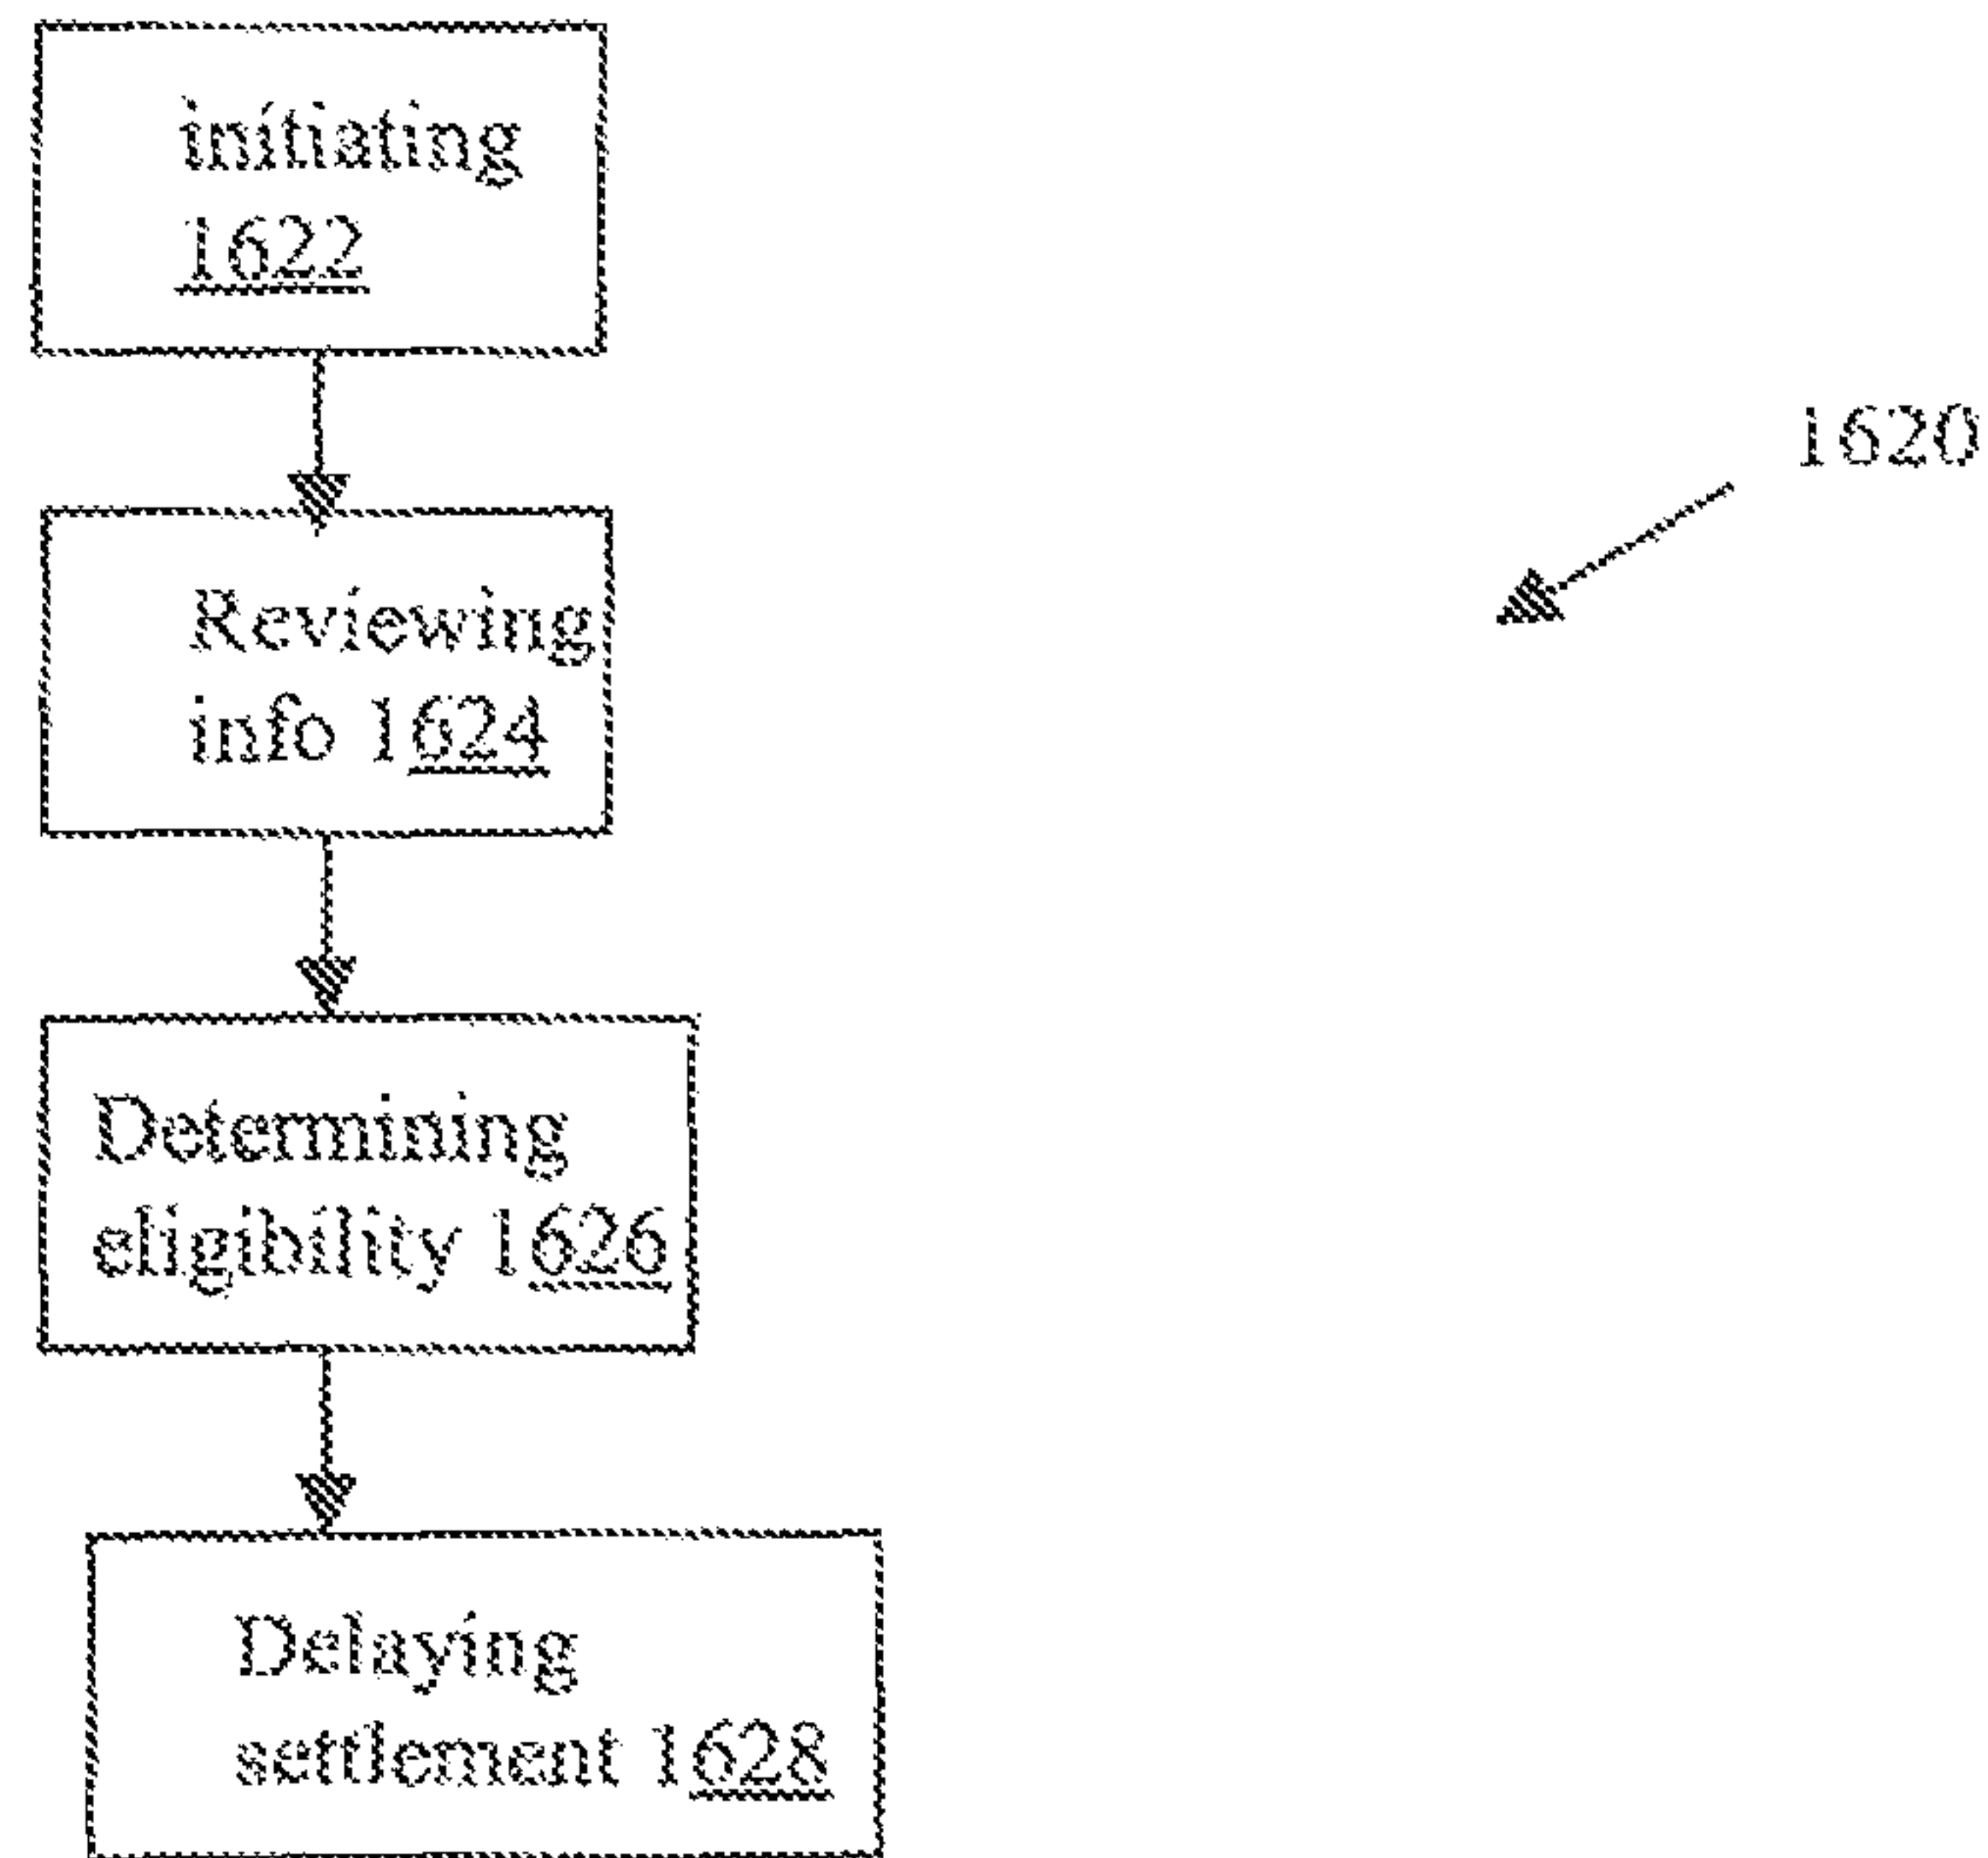 initiating
1622
1620
Reviewing
info 1624
Determining
eligibility 1626
Delaying
settlement 1628